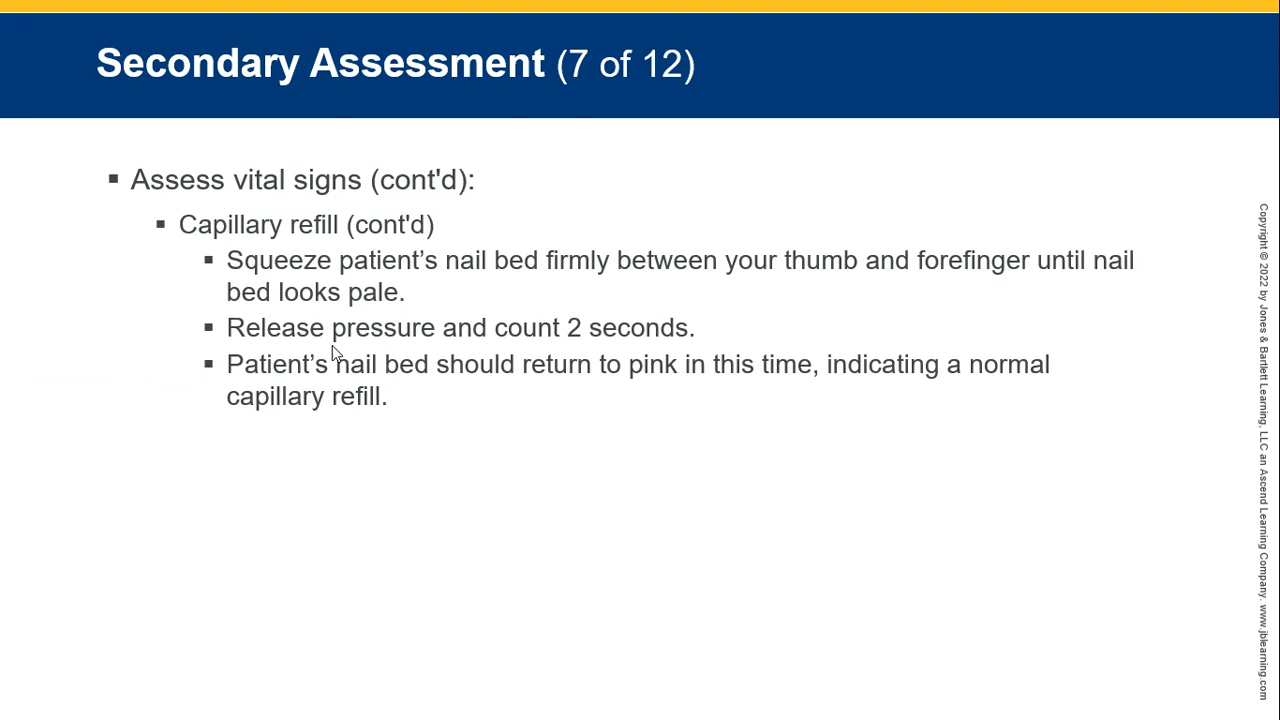 Secondary Assessment (7 of 12)
▪ Assess vital signs (cont'd):
▪ Capillary refill (cont'd)
▪ Squeeze patient’s nail bed firmly between your thumb and forefinger until nail
bed looks pale.
▪ Release pressure and count 2 seconds.
▪ Patient’s nail bed should return to pink in this time, indicating a normal
capillary refill.
Copyright © 2022 by Jones & Bartlett Learning, LLC an Ascend Learning Company. www.jblearning.com